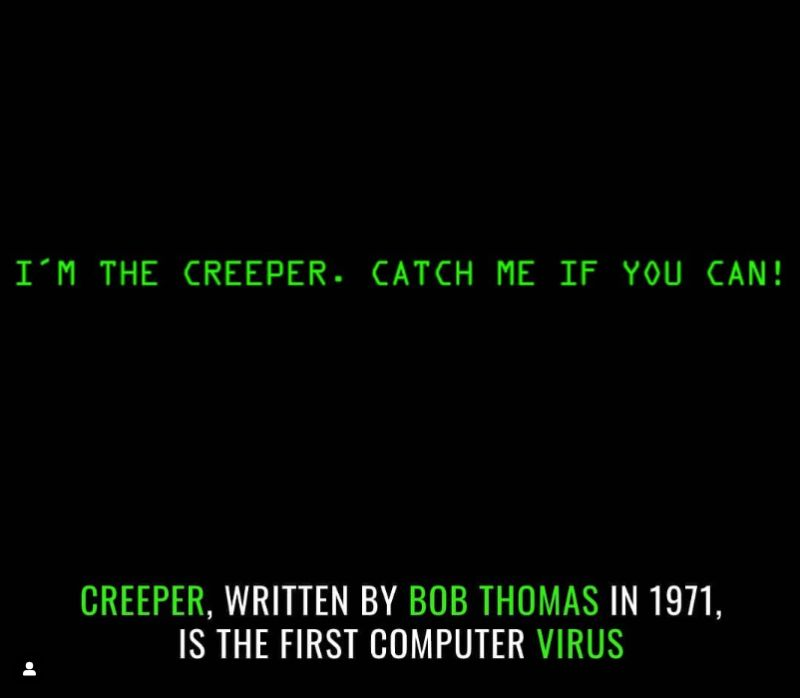 I´M THE CREEPER. CATCH ME IF YOU CAN!
CREEPER, WRITTEN BY BOB THOMAS IN 1971,
IS THE FIRST COMPUTER VIRUS